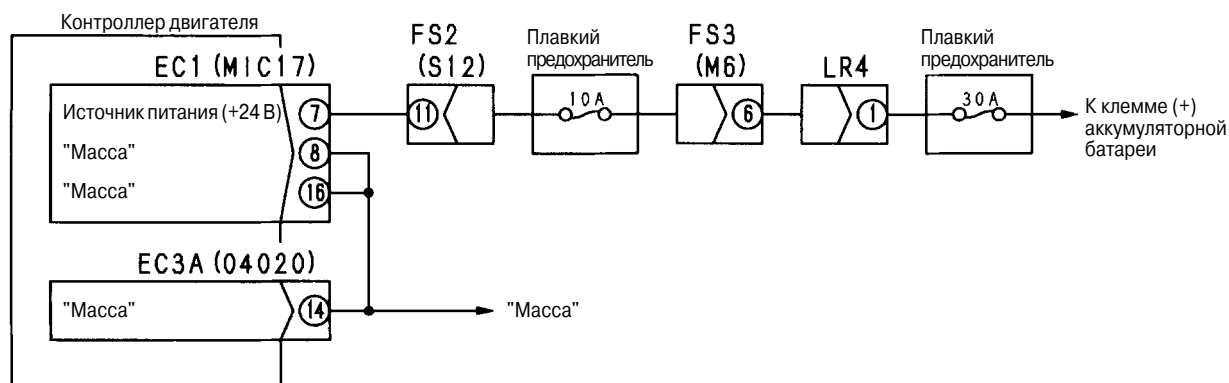 Контроллер двигателя
EC1 (MIC17)
FS2
(S12)
Плавкий
предохранитель
FS3
(M6)
LR4
Плавкий
предохранитель
Источник питания (+24 В)
7
11
10A
6
1
30A
К клемме (+)
аккумуляторной
батареи
"Масса"
8
"Масса"
16
EC3A (04020)
"Масса"
14
"Масса"